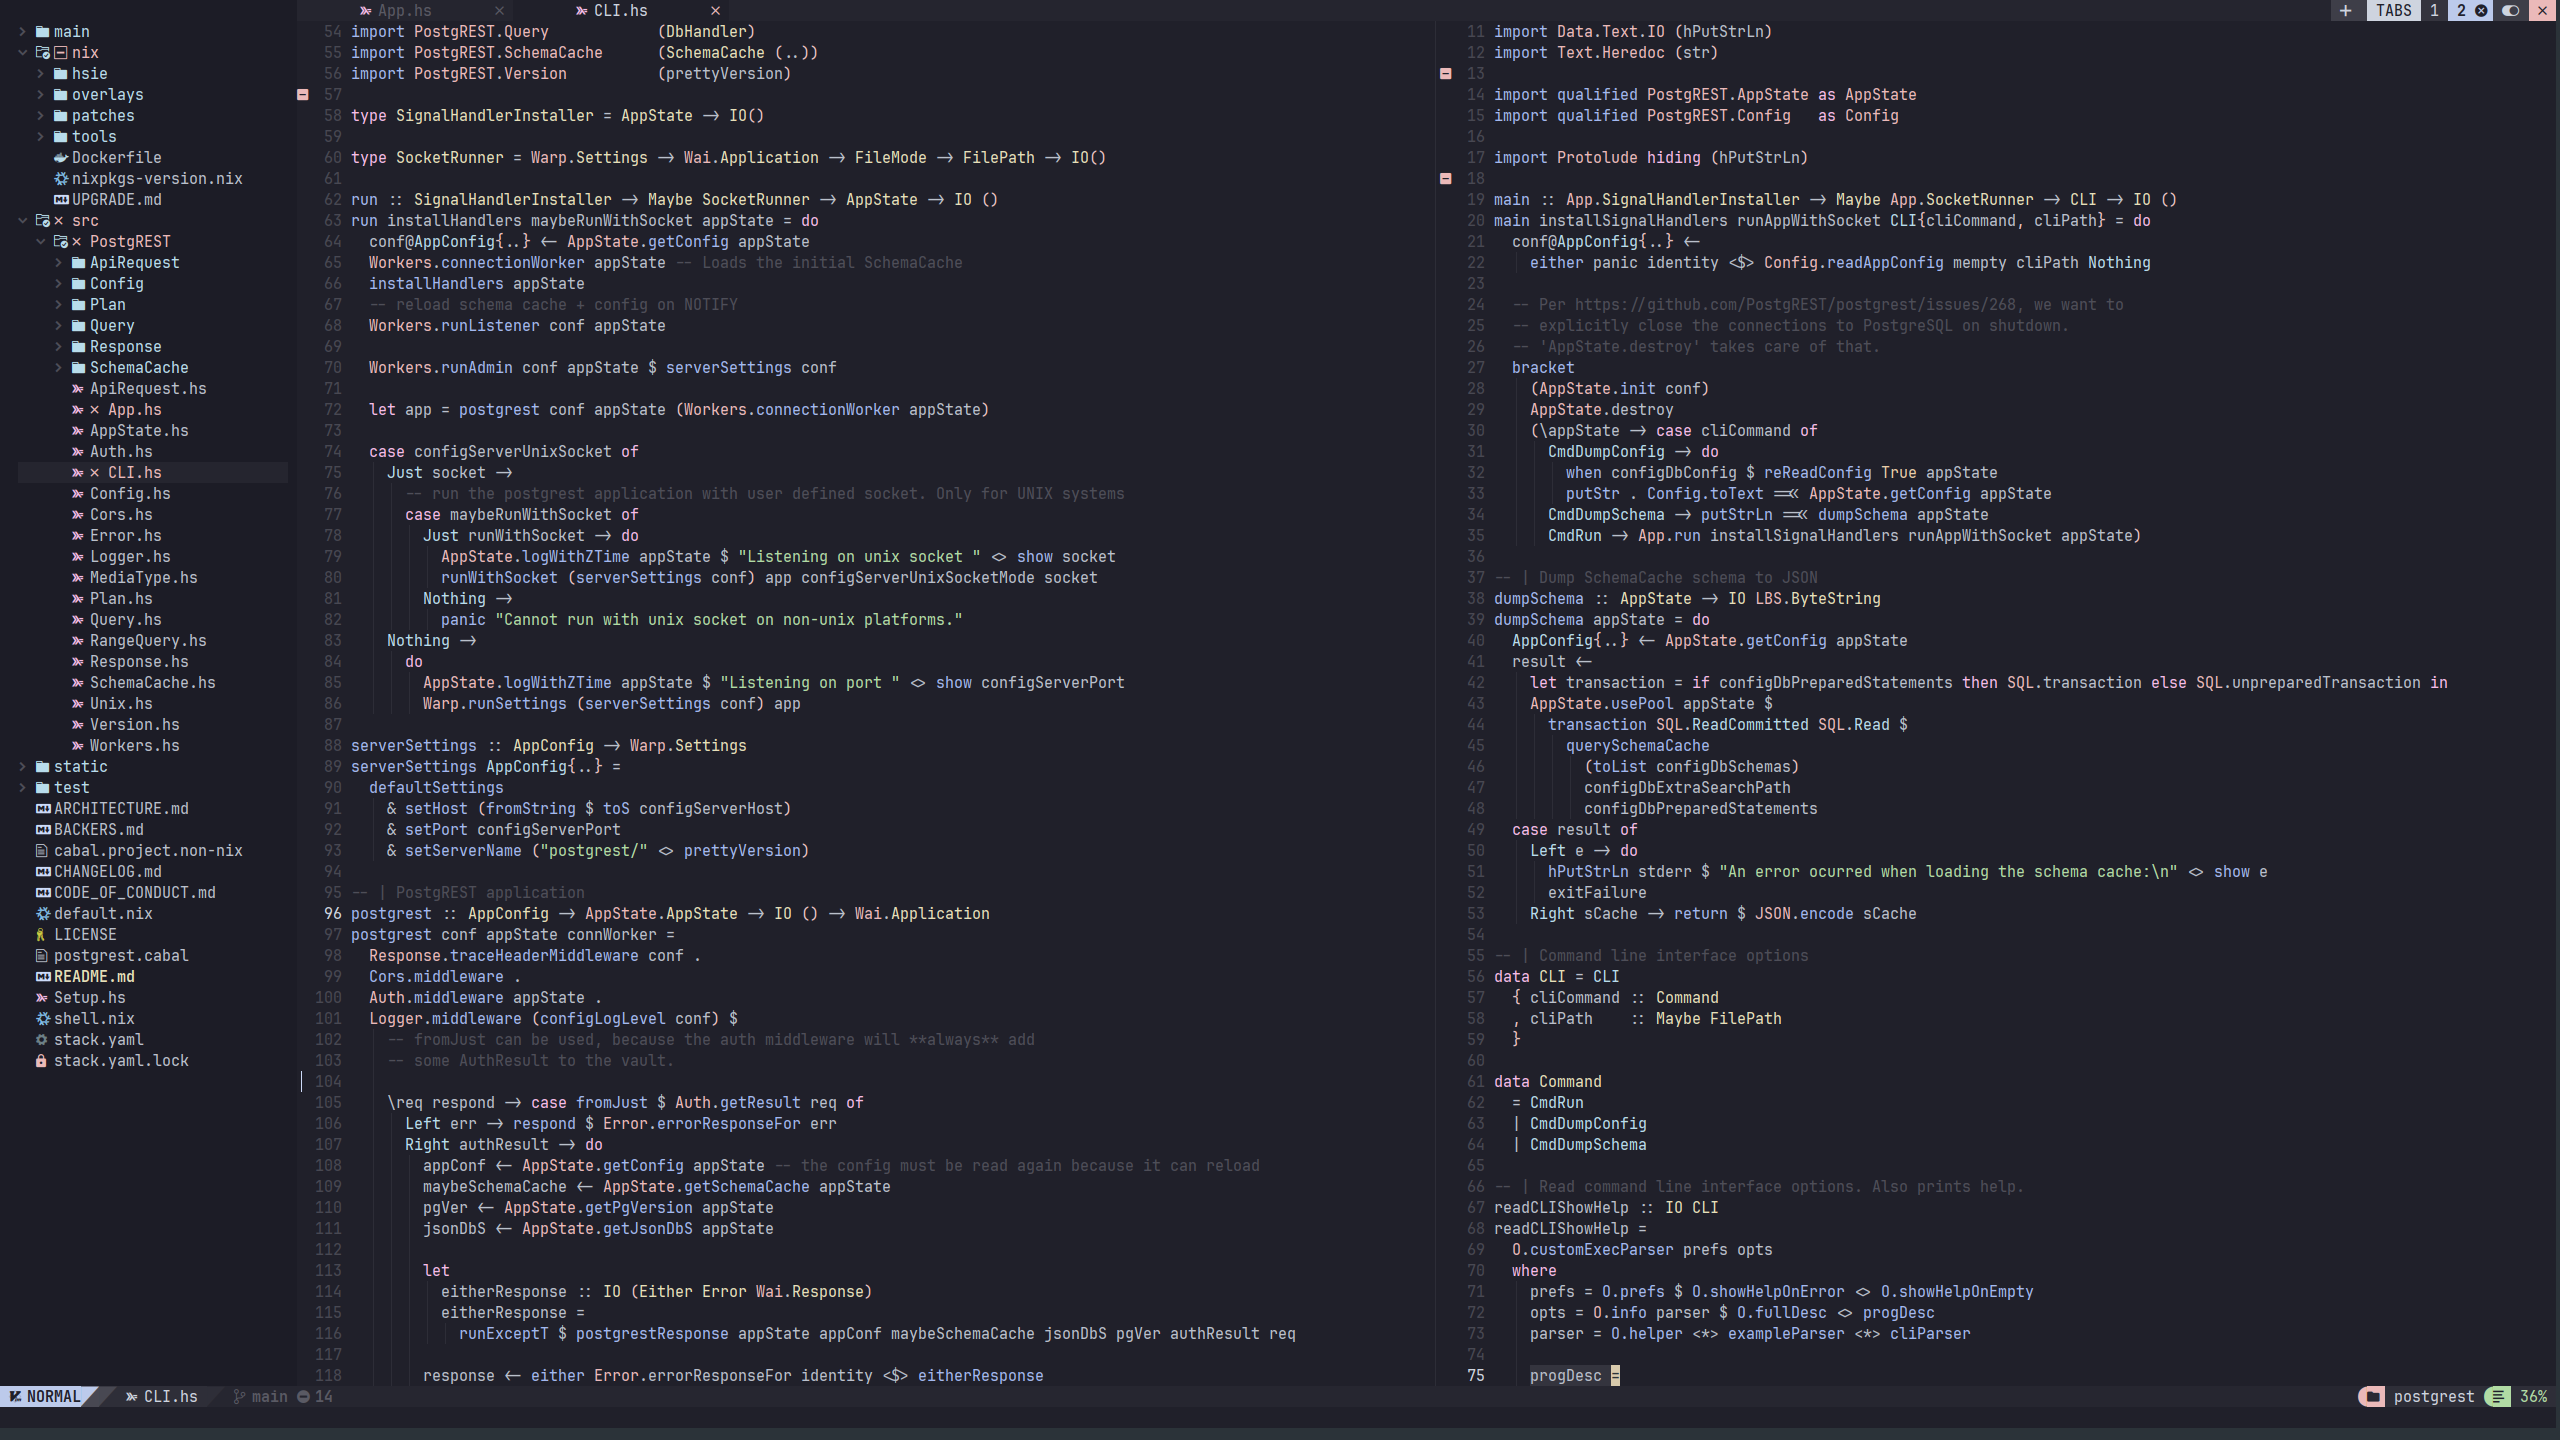 App.hs × CLI.hs × + TABS 1 2
main
nix
hsie
overlays
patches
tools
Dockerfile
nixpkgs-version.nix
UPGRADE.md
src
PostgREST
ApiRequest
Config
Plan
Query
Response
SchemaCache
ApiRequest.hs
App.hs
AppState.hs
Auth.hs
CLI.hs
Config.hs
Cors.hs
Error.hs
Logger.hs
MediaType.hs
Plan.hs
Query.hs
RangeQuery.hs
Response.hs
SchemaCache.hs
Unix.hs
Version.hs
Workers.hs
static
test
ARCHITECTURE.md
BACKERS.md
cabal.project.non-nix
CHANGELOG.md
CODE_OF_CONDUCT.md
default.nix
LICENSE
postgrest.cabal
README.md
Setup.hs
shell.nix
stack.yaml
stack.yaml.lock
54 import PostgREST.Query            (DbHandler)
55 import PostgREST.SchemaCache      (SchemaCache (..))
56 import PostgREST.Version          (prettyVersion)
57
58 type SignalHandlerInstaller = AppState -> IO()
59
60 type SocketRunner = Warp.Settings -> Wai.Application -> FileMode -> FilePath -> IO()
61
62 run :: SignalHandlerInstaller -> Maybe SocketRunner -> AppState -> IO ()
63 run installHandlers maybeRunWithSocket appState = do
64   conf@AppConfig{..} <- AppState.getConfig appState
65   Workers.connectionWorker appState -- Loads the initial SchemaCache
66   installHandlers appState
67   -- reload schema cache + config on NOTIFY
68   Workers.runListener conf appState
69
70   Workers.runAdmin conf appState $ serverSettings conf
71
72   let app = postgrest conf appState (Workers.connectionWorker appState)
73
74   case configServerUnixSocket of
75     Just socket ->
76       -- run the postgrest application with user defined socket. Only for UNIX systems
77       case maybeRunWithSocket of
78         Just runWithSocket -> do
79           AppState.logWithZTime appState $ "Listening on unix socket " <> show socket
80           runWithSocket (serverSettings conf) app configServerUnixSocketMode socket
81         Nothing ->
82           panic "Cannot run with unix socket on non-unix platforms."
83     Nothing ->
84       do
85         AppState.logWithZTime appState $ "Listening on port " <> show configServerPort
86         Warp.runSettings (serverSettings conf) app
87
88 serverSettings :: AppConfig -> Warp.Settings
89 serverSettings AppConfig{..} =
90   defaultSettings
91     & setHost (fromString $ toS configServerHost)
92     & setPort configServerPort
93     & setServerName ("postgrest/" <> prettyVersion)
94
95 -- | PostgREST application
96 postgrest :: AppConfig -> AppState.AppState -> IO () -> Wai.Application
97 postgrest conf appState connWorker =
98   Response.traceHeaderMiddleware conf .
99   Cors.middleware .
100   Auth.middleware appState .
101   Logger.middleware (configLogLevel conf) $
102     -- fromJust can be used, because the auth middleware will **always** add
103     -- some AuthResult to the vault.
104
105     \req respond -> case fromJust $ Auth.getResult req of
106       Left err -> respond $ Error.errorResponseFor err
107       Right authResult -> do
108         appConf <- AppState.getConfig appState -- the config must be read again because it can reload
109         maybeSchemaCache <- AppState.getSchemaCache appState
110         pgVer <- AppState.getPgVersion appState
111         jsonDbS <- AppState.getJsonDbS appState
112
113         let
114           eitherResponse :: IO (Either Error Wai.Response)
115           eitherResponse =
116             runExceptT $ postgrestResponse appState appConf maybeSchemaCache jsonDbS pgVer authResult req
117
118         response <- either Error.errorResponseFor identity <$> eitherResponse
11 import Data.Text.IO (hPutStrLn)
12 import Text.Heredoc (str)
13
14 import qualified PostgREST.AppState as AppState
15 import qualified PostgREST.Config   as Config
16
17 import Protolude hiding (hPutStrLn)
18
19 main :: App.SignalHandlerInstaller -> Maybe App.SocketRunner -> CLI -> IO ()
20 main installSignalHandlers runAppWithSocket CLI{cliCommand, cliPath} = do
21   conf@AppConfig{..} <-
22     either panic identity <$> Config.readAppConfig mempty cliPath Nothing
23
24   -- Per https://github.com/PostgREST/postgrest/issues/268, we want to
25   -- explicitly close the connections to PostgreSQL on shutdown.
26   -- 'AppState.destroy' takes care of that.
27   bracket
28     (AppState.init conf)
29     AppState.destroy
30     (\appState -> case cliCommand of
31       CmdDumpConfig -> do
32         when configDbConfig $ reReadConfig True appState
33         putStr . Config.toText =<< AppState.getConfig appState
34       CmdDumpSchema -> putStrLn =<< dumpSchema appState
35       CmdRun -> App.run installSignalHandlers runAppWithSocket appState)
36
37 -- | Dump SchemaCache schema to JSON
38 dumpSchema :: AppState -> IO LBS.ByteString
39 dumpSchema appState = do
40   AppConfig{..} <- AppState.getConfig appState
41   result <-
42     let transaction = if configDbPreparedStatements then SQL.transaction else SQL.unpreparedTransaction in
43     AppState.usePool appState $
44       transaction SQL.ReadCommitted SQL.Read $
45         querySchemaCache
46           (toList configDbSchemas)
47           configDbExtraSearchPath
48           configDbPreparedStatements
49   case result of
50     Left e -> do
51       hPutStrLn stderr $ "An error ocurred when loading the schema cache:\n" <> show e
52       exitFailure
53     Right sCache -> return $ JSON.encode sCache
54
55 -- | Command line interface options
56 data CLI = CLI
57   { cliCommand :: Command
58   , cliPath    :: Maybe FilePath
59   }
60
61 data Command
62   = CmdRun
63   | CmdDumpConfig
64   | CmdDumpSchema
65
66 -- | Read command line interface options. Also prints help.
67 readCLIShowHelp :: IO CLI
68 readCLIShowHelp =
69   O.customExecParser prefs opts
70   where
71     prefs = O.prefs $ O.showHelpOnError <> O.showHelpOnEmpty
72     opts = O.info parser $ O.fullDesc <> progDesc
73     parser = O.helper <*> exampleParser <*> cliParser
74
75     progDesc =
NORMAL CLI.hs main 14 postgrest 36%